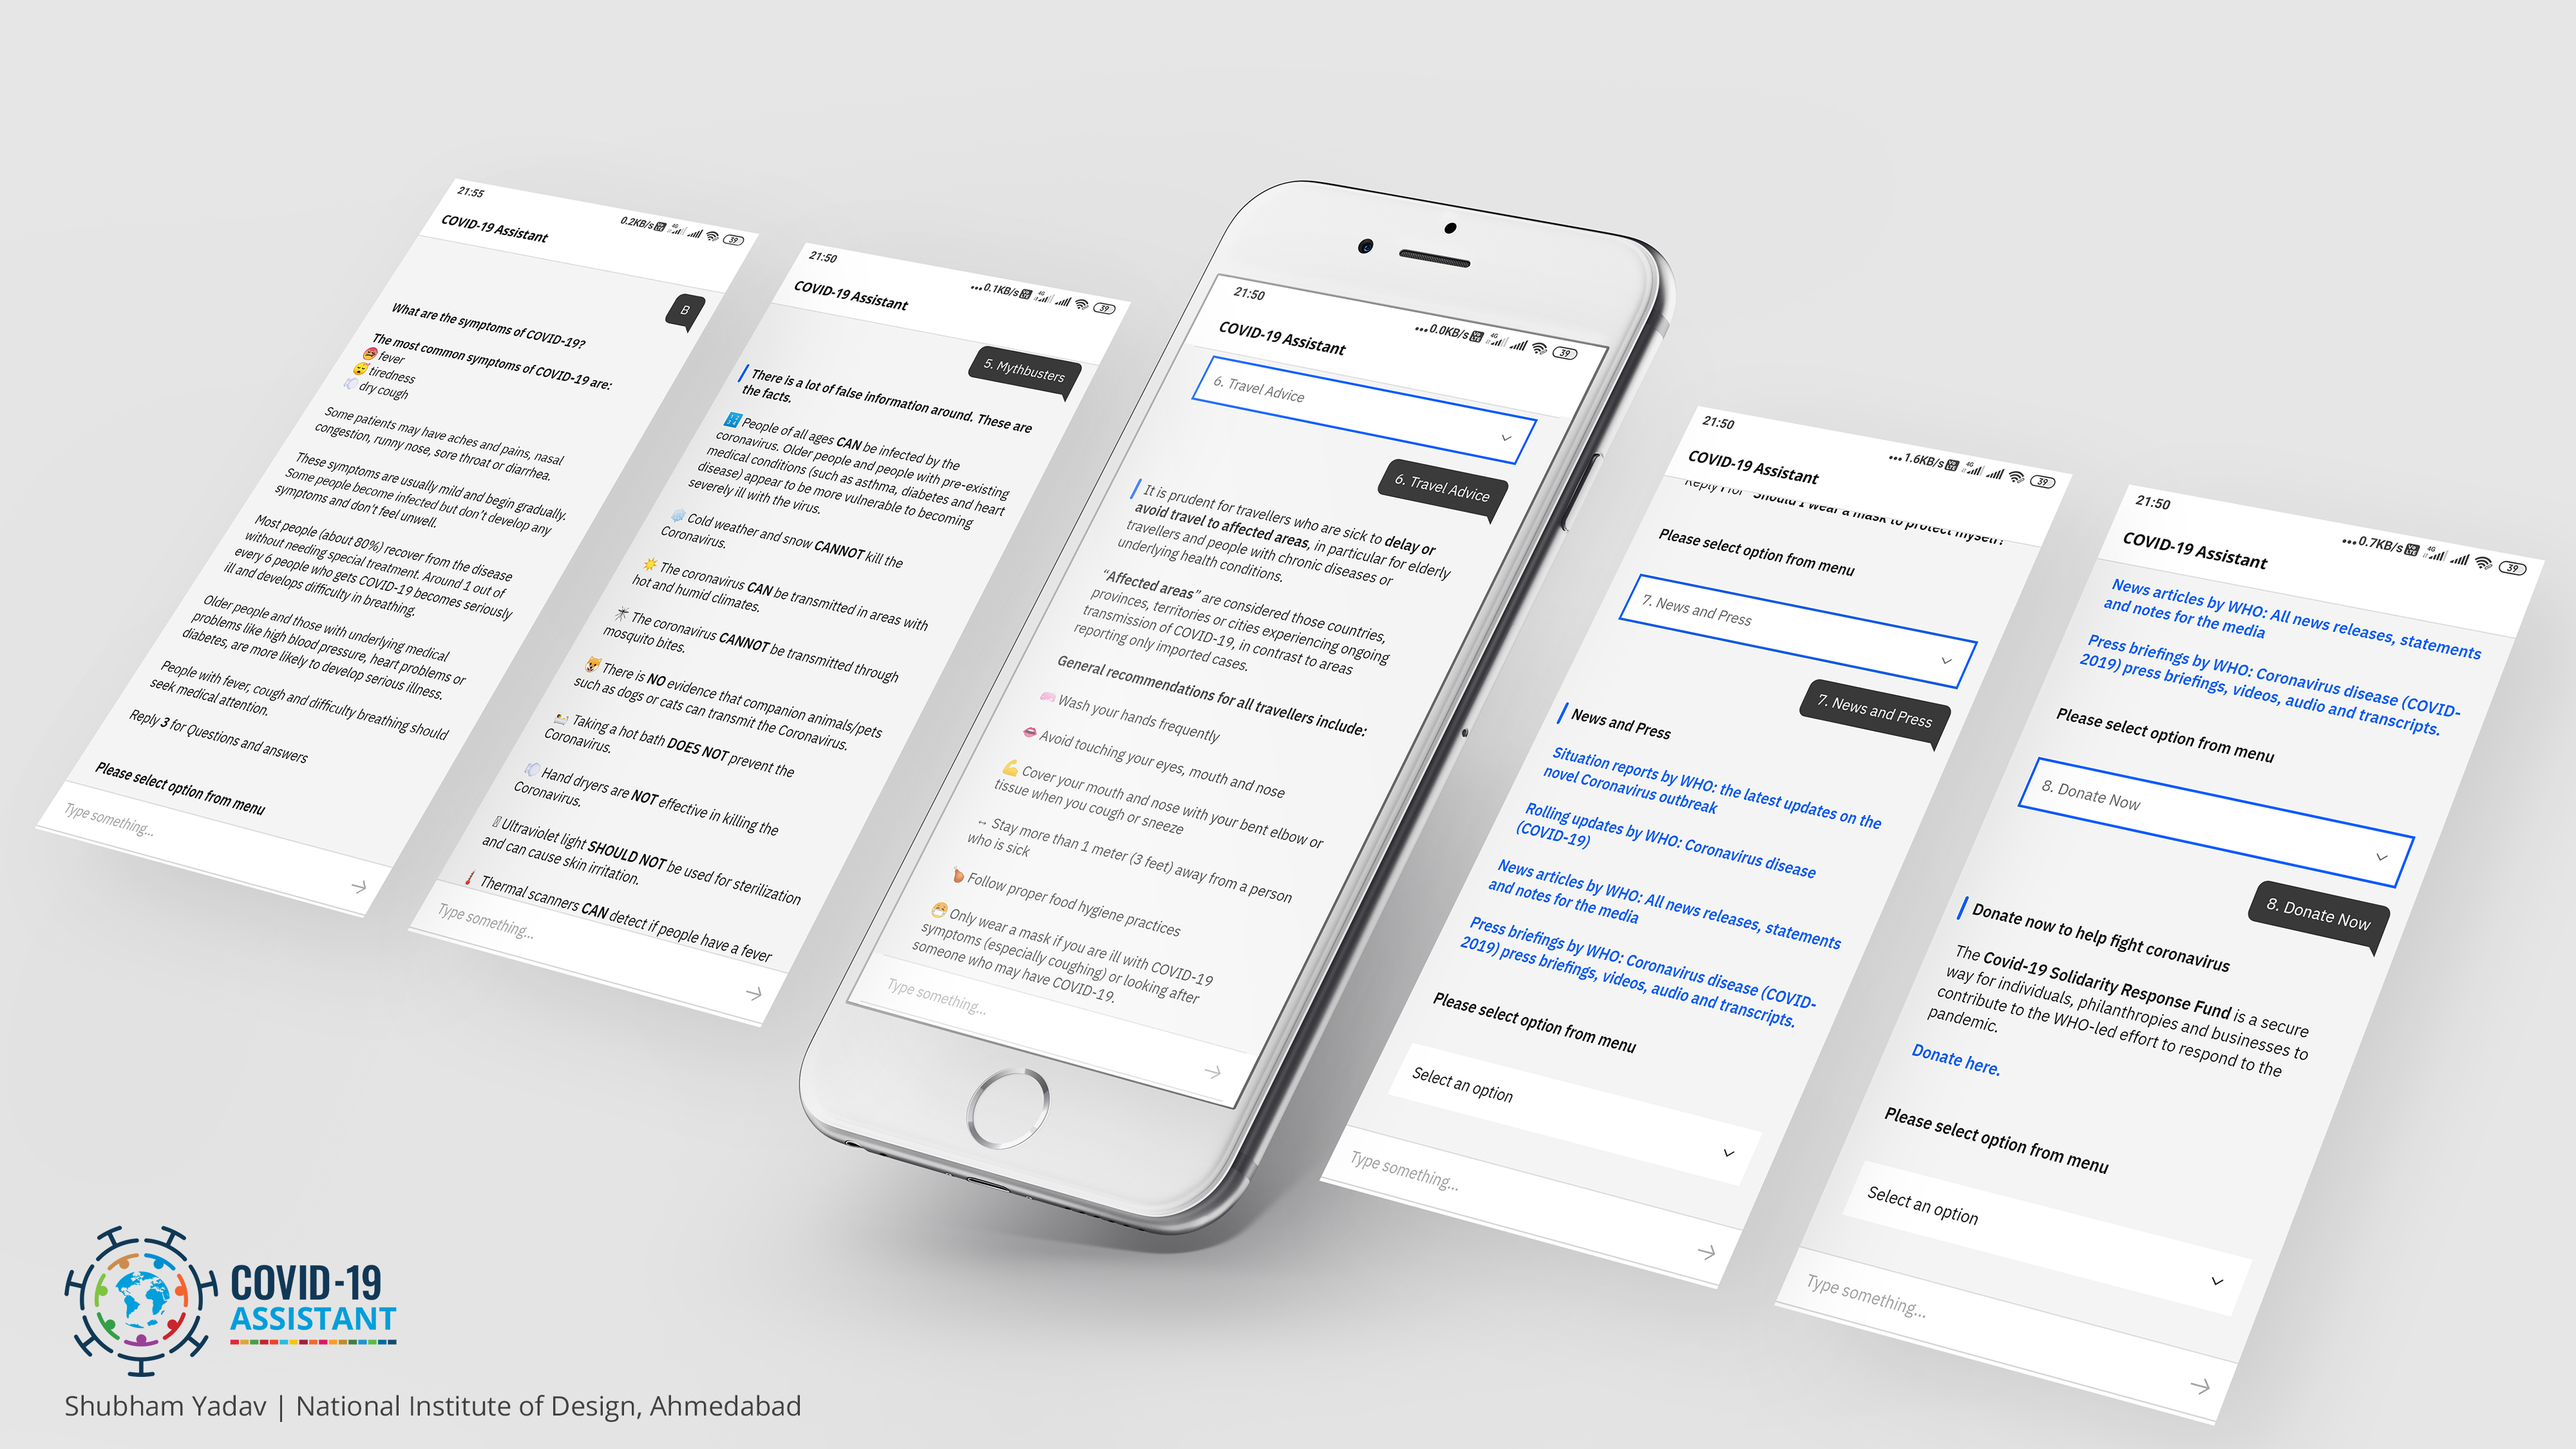 21:55
0.2KB/s 4G 39
COVID-19 Assistant
B
What are the symptoms of COVID-19?
The most common symptoms of COVID-19 are:
fever
tiredness
dry cough
Some patients may have aches and pains, nasal
congestion, runny nose, sore throat or diarrhea.
These symptoms are usually mild and begin gradually.
Some people become infected but don't develop any
symptoms and don't feel unwell.
Most people (about 80%) recover from the disease
without needing special treatment. Around 1 out of
every 6 people who gets COVID-19 becomes seriously
ill and develops difficulty in breathing.
Older people and those with underlying medical
problems like high blood pressure, heart problems or
diabetes, are more likely to develop serious illness.
People with fever, cough and difficulty breathing should
seek medical attention.
Reply 3 for Questions and answers
Please select option from menu
Type something...
21:50
...0.1KB/s 4G 39
COVID-19 Assistant
5. Mythbusters
There is a lot of false information around. These are
the facts.
People of all ages CAN be infected by the
coronavirus. Older people and people with pre-existing
medical conditions (such as asthma, diabetes and heart
disease) appear to be more vulnerable to becoming
severely ill with the virus.
Cold weather and snow CANNOT kill the
Coronavirus.
The coronavirus CAN be transmitted in areas with
hot and humid climates.
The coronavirus CANNOT be transmitted through
mosquito bites.
There is NO evidence that companion animals/pets
such as dogs or cats can transmit the Coronavirus.
Taking a hot bath DOES NOT prevent the
Coronavirus.
Hand dryers are NOT effective in killing the
Coronavirus.
Ultraviolet light SHOULD NOT be used for sterilization
and can cause skin irritation.
Thermal scanners CAN detect if people have a fever
Type something...
21:50
...0.0KB/s 4G 39
COVID-19 Assistant
6. Travel Advice
6. Travel Advice
It is prudent for travellers who are sick to delay or
avoid travel to affected areas, in particular for elderly
travellers and people with chronic diseases or
underlying health conditions.
“Affected areas” are considered those countries,
provinces, territories or cities experiencing ongoing
transmission of COVID-19, in contrast to areas
reporting only imported cases.
General recommendations for all travellers include:
Wash your hands frequently
Avoid touching your eyes, mouth and nose
Cover your mouth and nose with your bent elbow or
tissue when you cough or sneeze
Stay more than 1 meter (3 feet) away from a person
who is sick
Follow proper food hygiene practices
Only wear a mask if you are ill with COVID-19
symptoms (especially coughing) or looking after
someone who may have COVID-19.
Type something...
21:50
...1.6KB/s 4G 39
COVID-19 Assistant
Reply I for "Should I wear a mask to protect myself?
Please select option from menu
7. News and Press
7. News and Press
News and Press
Situation reports by WHO: the latest updates on the
novel Coronavirus outbreak
Rolling updates by WHO: Coronavirus disease
(COVID-19)
News articles by WHO: All news releases, statements
and notes for the media
Press briefings by WHO: Coronavirus disease (COVID-
2019) press briefings, videos, audio and transcripts.
Please select option from menu
Select an option
Type something...
21:50
...0.7KB/s 4G 39
COVID-19 Assistant
News articles by WHO: All news releases, statements
and notes for the media
Press briefings by WHO: Coronavirus disease (COVID-
2019) press briefings, videos, audio and transcripts.
Please select option from menu
8. Donate Now
8. Donate Now
Donate now to help fight coronavirus
The Covid-19 Solidarity Response Fund is a secure
way for individuals, philanthropies and businesses to
contribute to the WHO-led effort to respond to the
pandemic.
Donate here.
Please select option from menu
Select an option
Type something...
COVID-19
ASSISTANT
Shubham Yadav | National Institute of Design, Ahmedabad